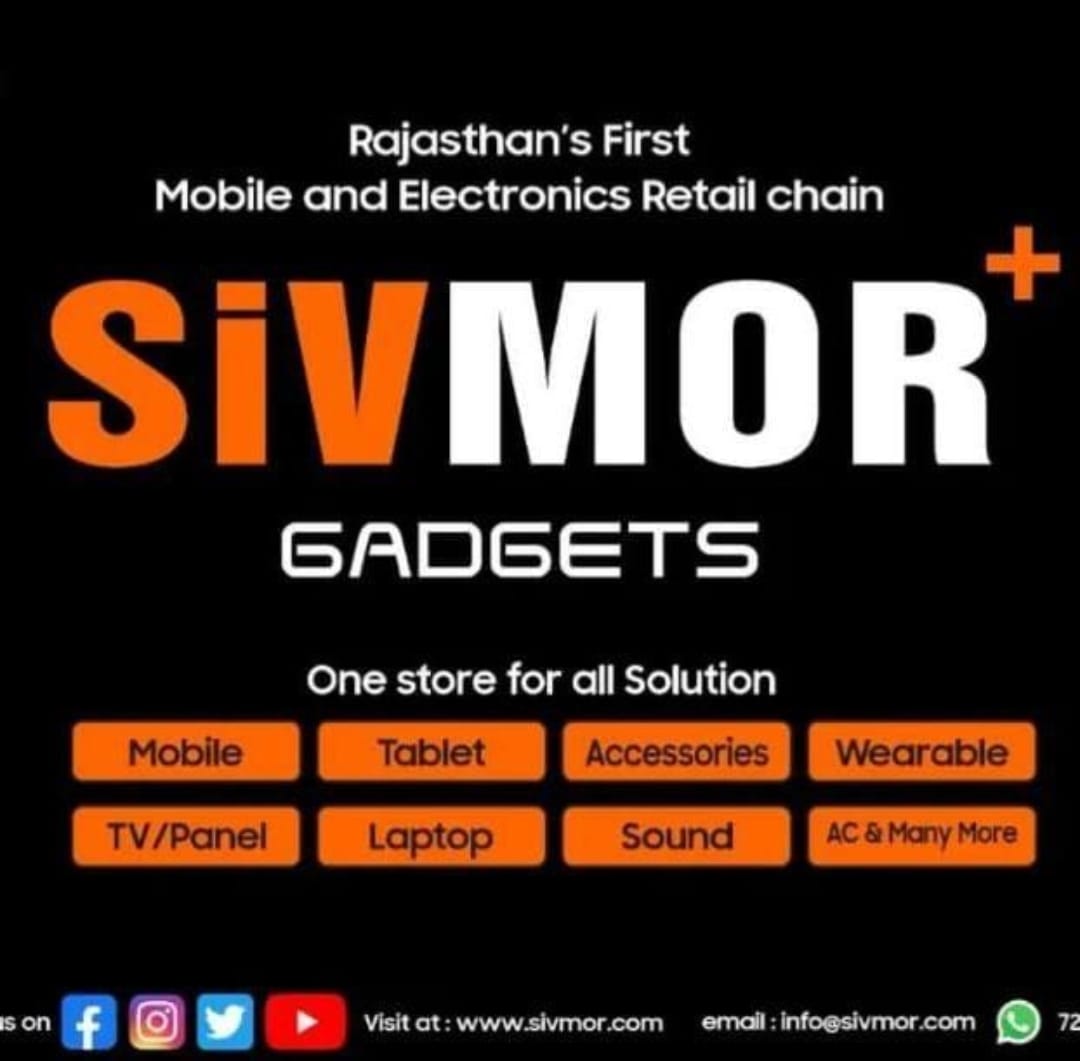 Rajasthan's First
Mobile and Electronics Retail chain
SiVMOR+
GADGETS
One store for all Solution
Mobile Tablet Accessories Wearable
TV/Panel Laptop Sound AC & Many More
on Visit at : www.sivmor.com email : info@sivmor.com 72